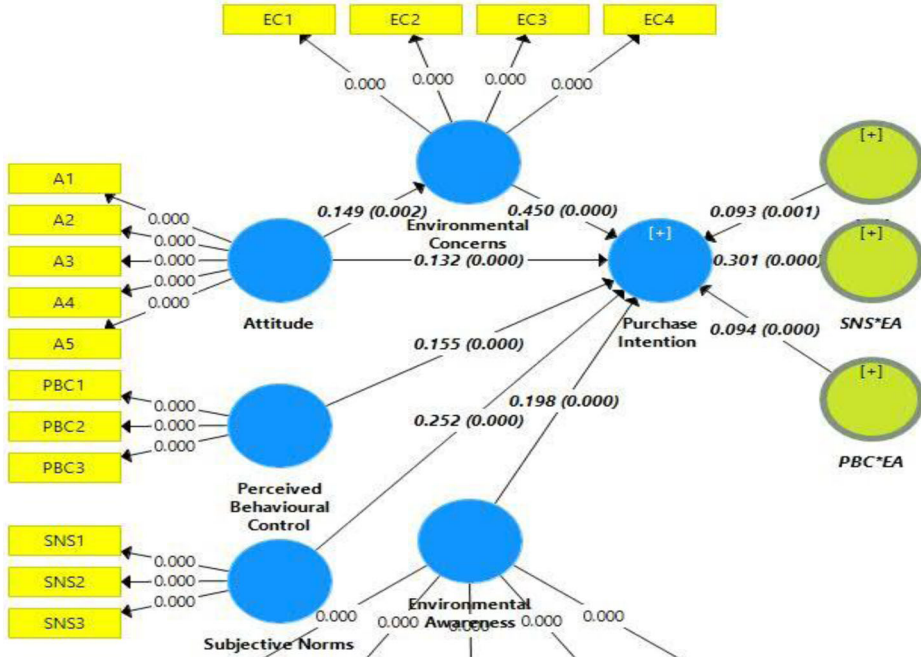 EC1
EC2
EC3
EC4
0.000
0.000
0.000
0.000
[+]
A1
A2
A3
A4
A5
0.000
0.000
0.000
0.000
0.000
0.149 (0.002)
0.450 (0.000)
0.093 (0.001)
Environmental
Concerns
[+]
[+]
0.132 (0.000)
0.301 (0.000)
Attitude
Purchase
Intention
SNS*EA
0.094 (0.000)
0.155 (0.000)
[+]
PBC1
PBC2
PBC3
0.000
0.000
0.000
0.198 (0.000)
0.252 (0.000)
PBC*EA
Perceived
Behavioural
Control
SNS1
SNS2
SNS3
0.000
0.000
0.000
Environmental
Awareness
Subjective Norms
0.000
0.000
0.000
0.000
0.000